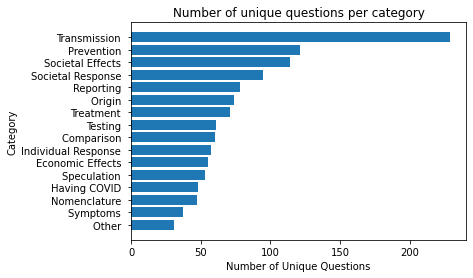 Number of unique questions per category
Category
Transmission
Prevention
Societal Effects
Societal Response
Reporting
Origin
Treatment
Testing
Comparison
Individual Response
Economic Effects
Speculation
Having COVID
Nomenclature
Symptoms
Other
0 50 100 150 200
Number of Unique Questions